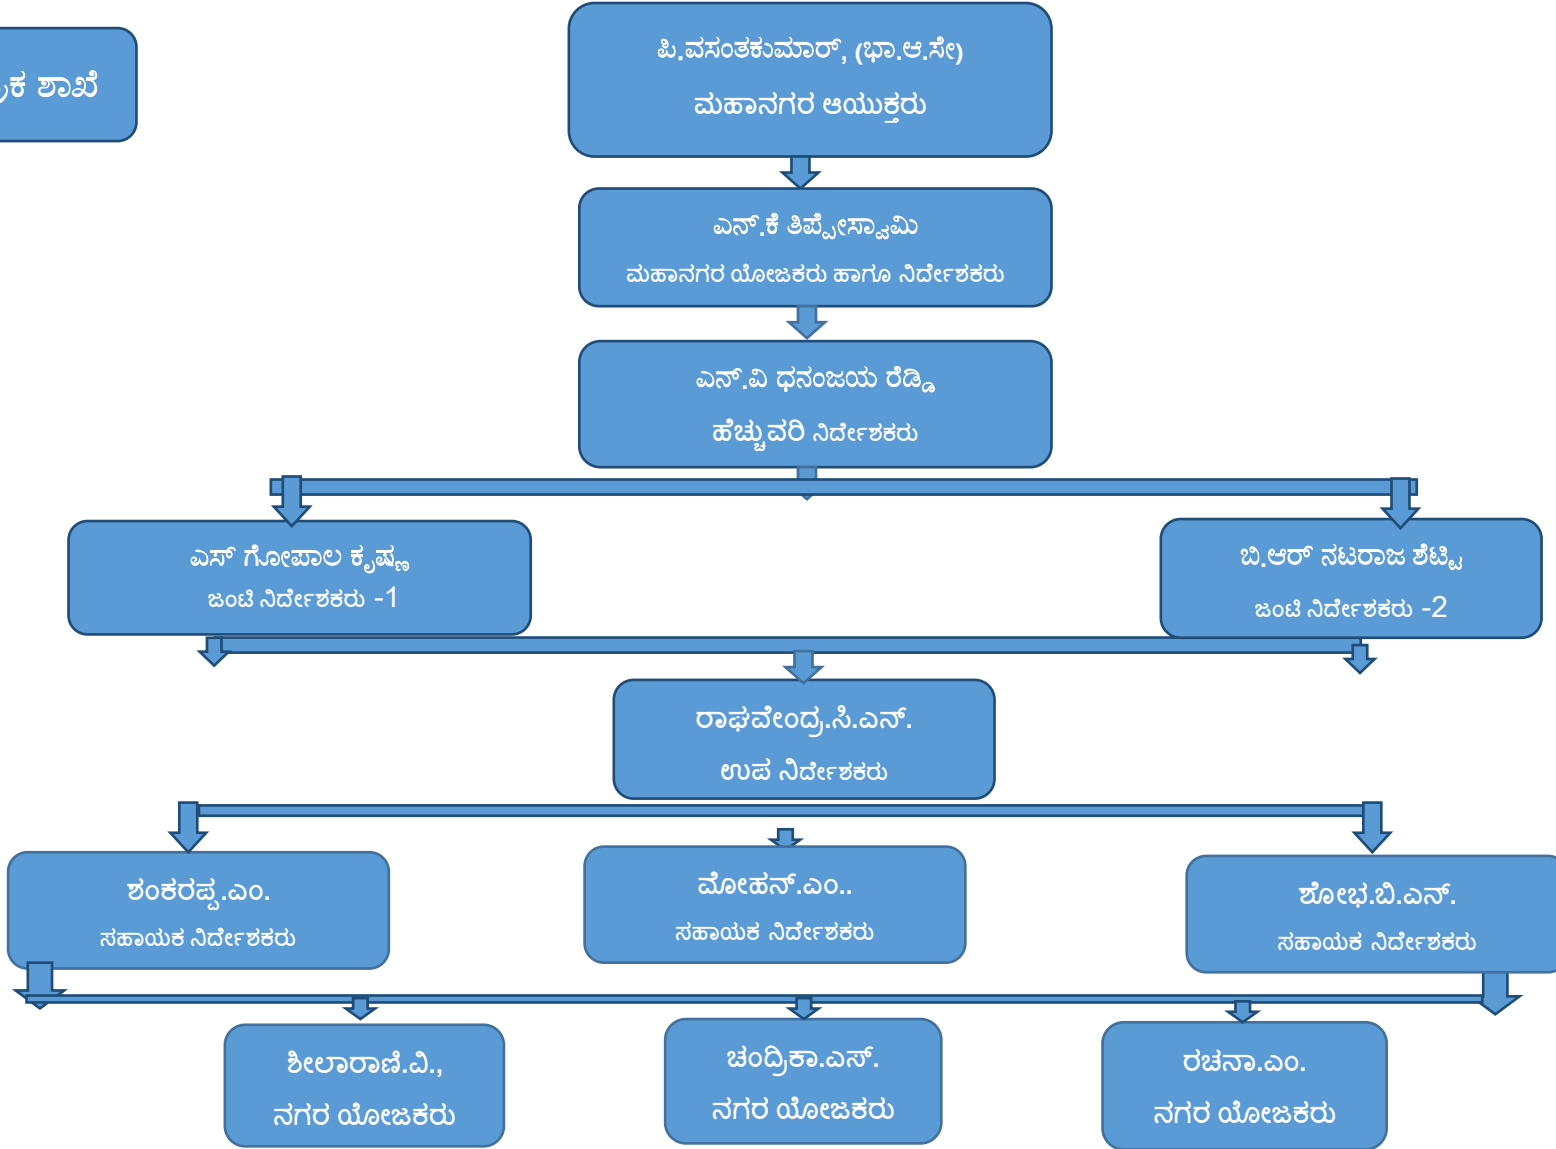 ಶಾಖೆ
ಪಿ.ವಸಂತಕುಮಾರ್, (ಭಾ.ಆ.ಸೇ)
ಮಹಾನಗರ ಆಯುಕ್ತರು
ಎನ್.ಕೆ ತಿಪ್ಪೇಸ್ವಾಮಿ
ಮಹಾನಗರ ಯೋಜಕರು ಹಾಗೂ ನಿರ್ದೇಶಕರು
ಎನ್.ವಿ ಧನಂಜಯ ರೆಡ್ಡಿ
ಹೆಚ್ಚುವರಿ ನಿರ್ದೇಶಕರು
ಎಸ್ ಗೋಪಾಲ ಕೃಷ್ಣ
ಜಂಟಿ ನಿರ್ದೇಶಕರು -1
ಬಿ.ಆರ್ ನಟರಾಜ ಶೆಟ್ಟಿ
ಜಂಟಿ ನಿರ್ದೇಶಕರು -2
ರಾಘವೇಂದ್ರ.ಸಿ.ಎನ್.
ಉಪ ನಿರ್ದೇಶಕರು
ಶಂಕರಪ್ಪ.ಎಂ.
ಸಹಾಯಕ ನಿರ್ದೇಶಕರು
ಮೋಹನ್.ಎಂ..
ಸಹಾಯಕ ನಿರ್ದೇಶಕರು
ಶೋಭ.ಬಿ.ಎನ್.
ಸಹಾಯಕ ನಿರ್ದೇಶಕರು
ಶೀಲಾರಾಣಿ.ವಿ.,
ನಗರ ಯೋಜಕರು
ಚಂದ್ರಿಕಾ.ಎಸ್.
ನಗರ ಯೋಜಕರು
ರಚನಾ.ಎಂ.
ನಗರ ಯೋಜಕರು